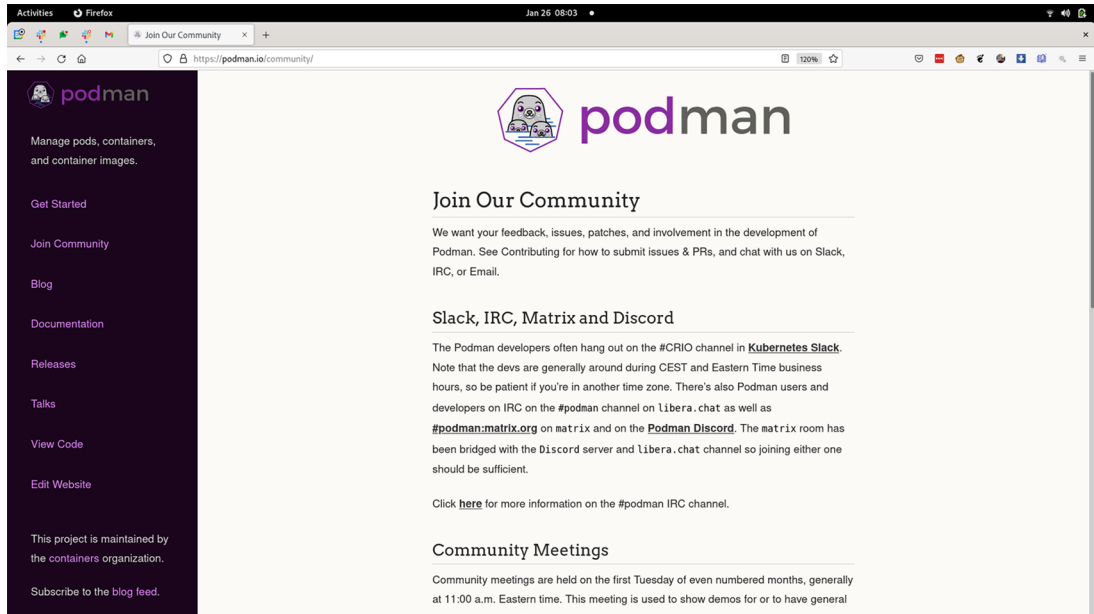 Activities
Firefox
Jan 26 08:03
Join Our Community
https://podman.io/community/
120%
podman
Manage pods, containers,
and container images.
Get Started
Join Community
Blog
Documentation
Releases
Talks
View Code
Edit Website
This project is maintained by
the containers organization.
Subscribe to the blog feed.
podman
Join Our Community
We want your feedback, issues, patches, and involvement in the development of
Podman. See Contributing for how to submit issues & PRs, and chat with us on Slack,
IRC, or Email.
Slack, IRC, Matrix and Discord
The Podman developers often hang out on the #CRIO channel in Kubernetes Slack.
Note that the devs are generally around during CEST and Eastern Time business
hours, so be patient if you're in another time zone. There's also Podman users and
developers on IRC on the #podman channel on libera.chat as well as
#podman:matrix.org on matrix and on the Podman Discord. The matrix room has
been bridged with the Discord server and libera.chat channel so joining either one
should be sufficient.
Click here for more information on the #podman IRC channel.
Community Meetings
Community meetings are held on the first Tuesday of even numbered months, generally
at 11:00 a.m. Eastern time. This meeting is used to show demos for or to have general